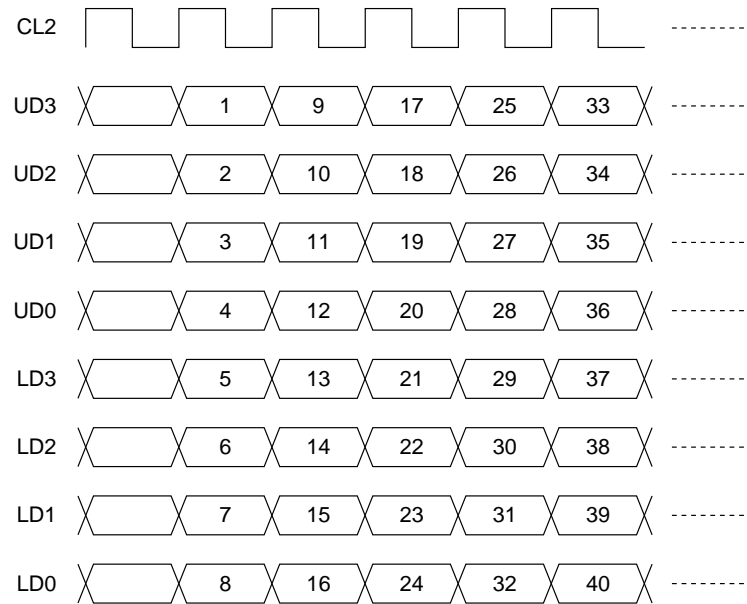 CL2
UD3 1 9 17 25 33
UD2 2 10 18 26 34
UD1 3 11 19 27 35
UD0 4 12 20 28 36
LD3 5 13 21 29 37
LD2 6 14 22 30 38
LD1 7 15 23 31 39
LD0 8 16 24 32 40